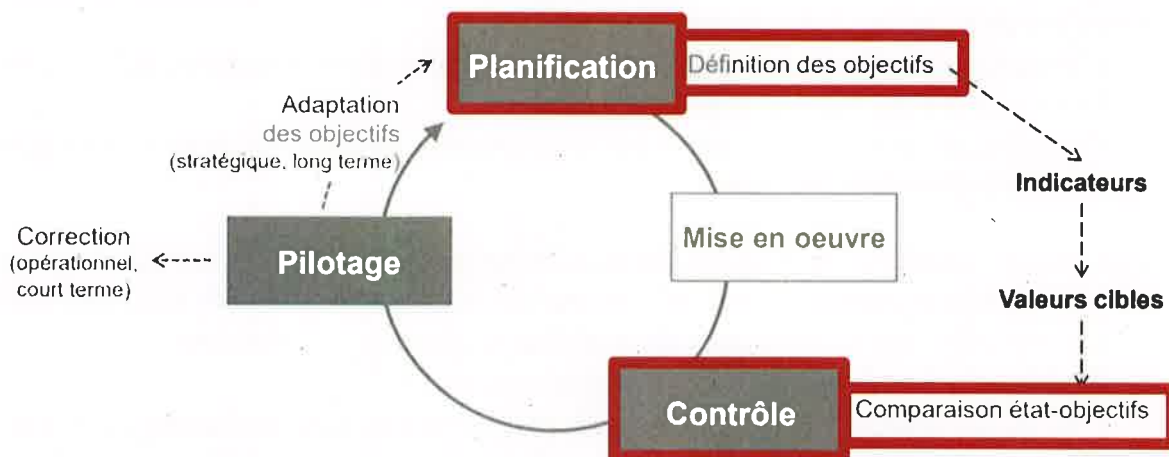 Planification
Définition des objectifs
Adaptation
des objectifs
(stratégique, long terme)
Indicateurs
Mise en oeuvre
Correction
(opérationnel,
court terme)
Pilotage
Valeurs cibles
Contrôle
Comparaison état-objectifs